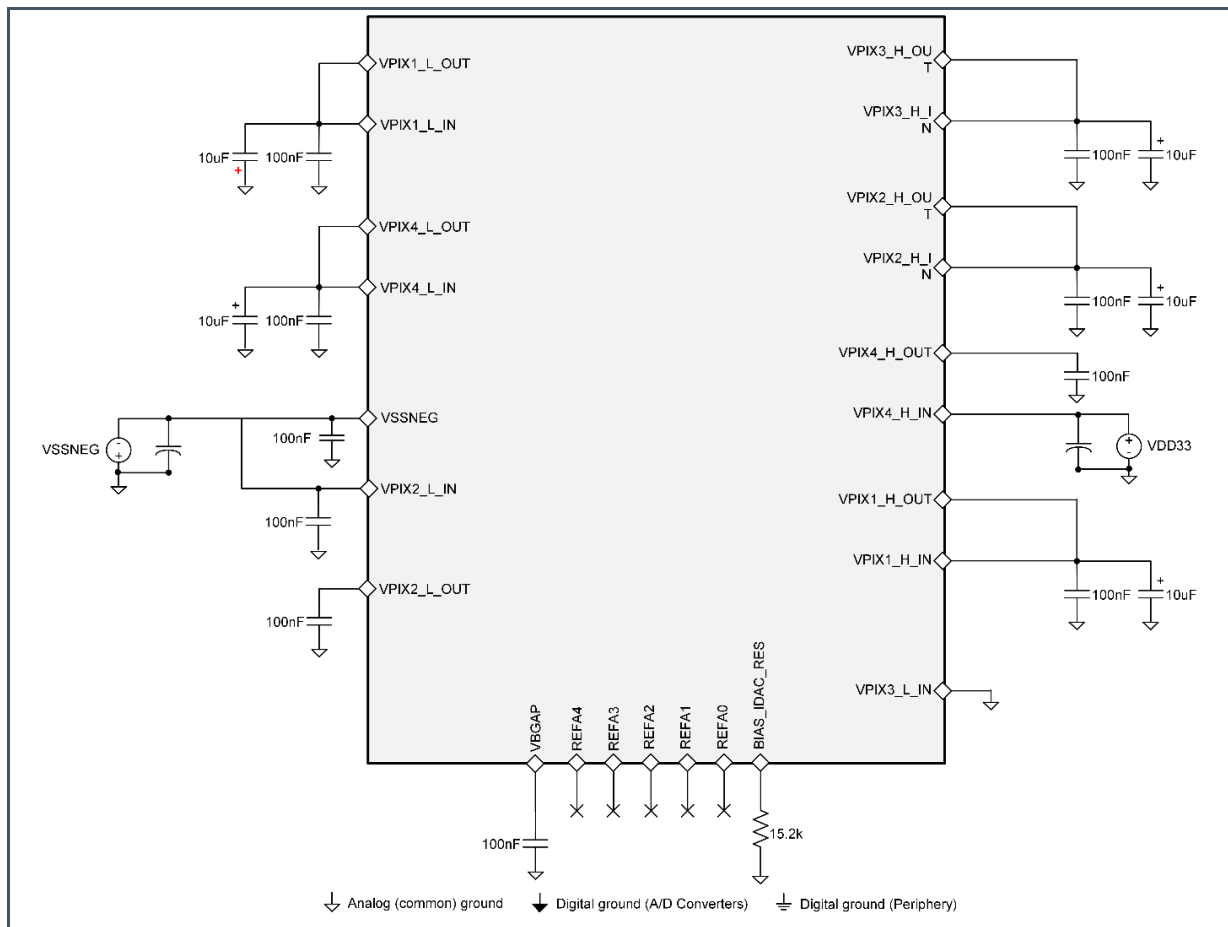 VPIX1_L_OUT
VPIX3_H_OU
T
VPIX1_L_IN
VPIX3_H_I
N
10uF
+
100nF
100nF
+
10uF
VPIX4_L_OUT
VPIX2_H_OU
T
VPIX4_L_IN
VPIX2_H_I
N
+
10uF
100nF
100nF
+
10uF
VPIX4_H_OUT
100nF
VSSNEG
VPIX4_H_IN
VSSNEG
-
+
100nF
+
-
VDD33
VPIX2_L_IN
VPIX1_H_OUT
100nF
VPIX1_H_IN
VPIX2_L_OUT
100nF
100nF
+
10uF
VPIX3_L_IN
VBGAP
REFA4
REFA3
REFA2
REFA1
REFA0
BIAS_IDAC_RES
100nF
15.2k
Analog (common) ground
Digital ground (A/D Converters)
Digital ground (Periphery)